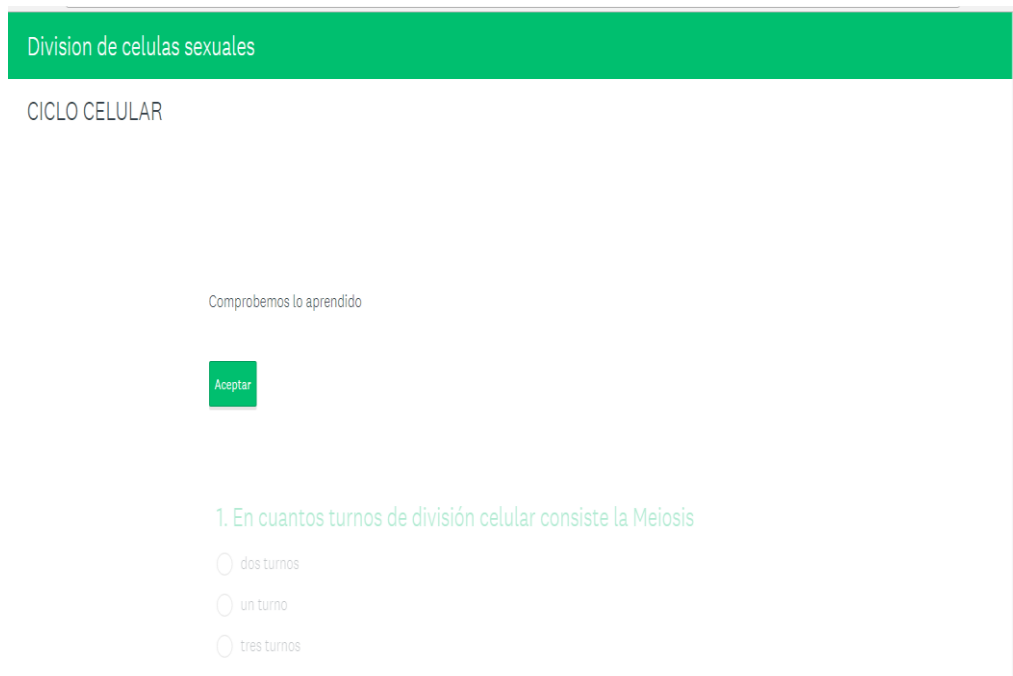 Division de celulas sexuales
CICLO CELULAR
Comprobemos lo aprendido
Aceptar
1. En cuantos turnos de división celular consiste la Meiosis
dos turnos
un turno
tres turnos